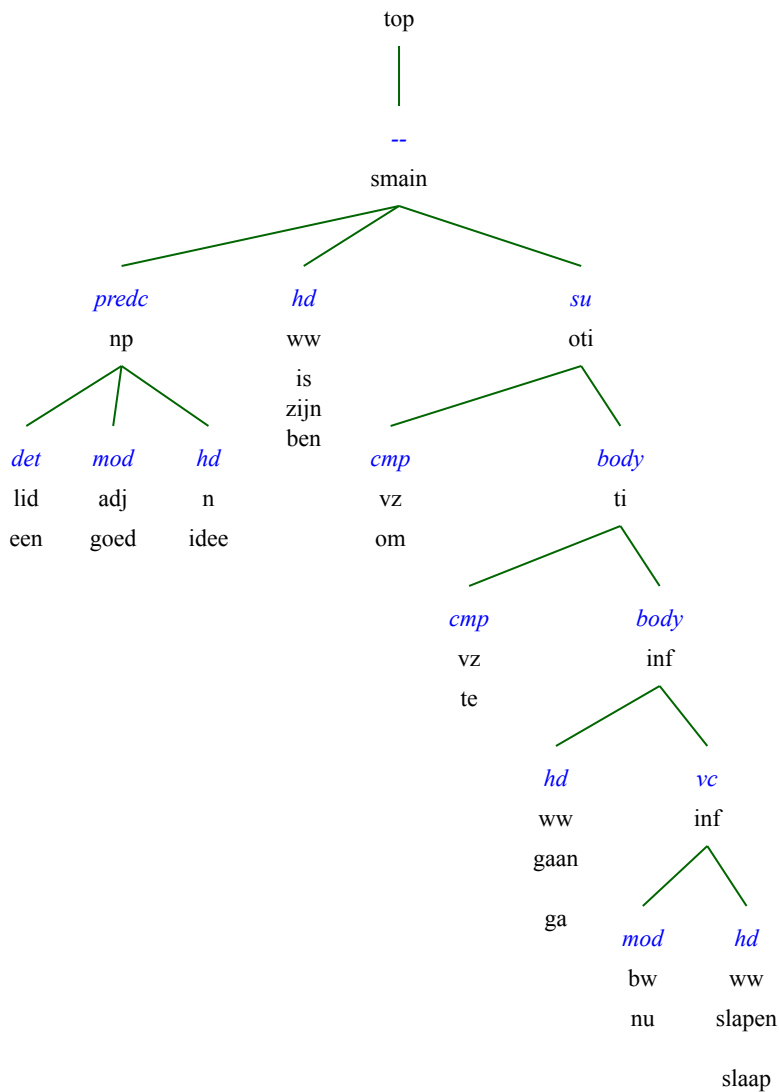 top
--
smain
predc hd su
np ww oti
is
zijn
ben
det mod hd cmp body
lid adj n vz ti
een goed idee om
cmp body
vz inf
te
hd vc
ww inf
gaan
ga
mod hd
bw ww
nu slapen
slaap